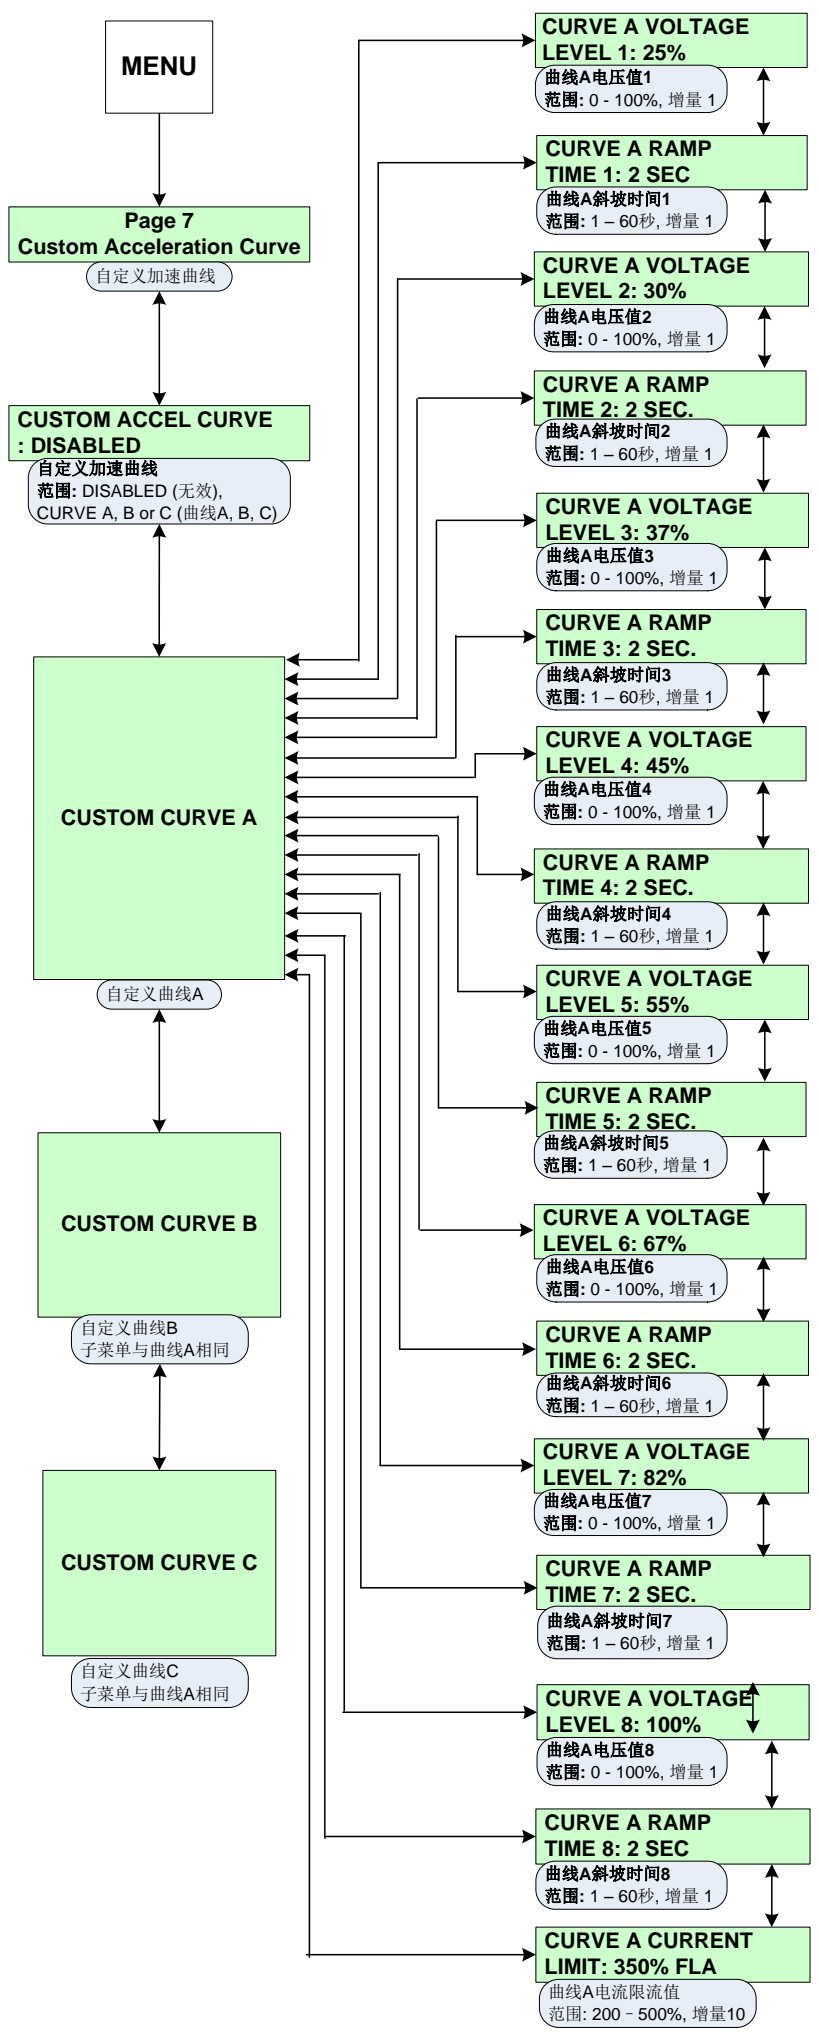 MENU
Page 7
Custom Acceleration Curve
自定义加速曲线
CUSTOM ACCEL CURVE
: DISABLED
自定义加速曲线
范围: DISABLED (无效),
CURVE A, B or C (曲线A, B, C)
CUSTOM CURVE A
自定义曲线A
CUSTOM CURVE B
自定义曲线B
子菜单与曲线A相同
CUSTOM CURVE C
自定义曲线C
子菜单与曲线A相同
CURVE A VOLTAGE
LEVEL 1: 25%
曲线A电压值1
范围: 0 - 100%, 增量 1
CURVE A RAMP
TIME 1: 2 SEC
曲线A斜坡时间1
范围: 1 – 60秒, 增量 1
CURVE A VOLTAGE
LEVEL 2: 30%
曲线A电压值2
范围: 0 - 100%, 增量 1
CURVE A RAMP
TIME 2: 2 SEC.
曲线A斜坡时间2
范围: 1 – 60秒, 增量 1
CURVE A VOLTAGE
LEVEL 3: 37%
曲线A电压值3
范围: 0 - 100%, 增量 1
CURVE A RAMP
TIME 3: 2 SEC.
曲线A斜坡时间3
范围: 1 – 60秒, 增量 1
CURVE A VOLTAGE
LEVEL 4: 45%
曲线A电压值4
范围: 0 - 100%, 增量 1
CURVE A RAMP
TIME 4: 2 SEC.
曲线A斜坡时间4
范围: 1 – 60秒, 增量 1
CURVE A VOLTAGE
LEVEL 5: 55%
曲线A电压值5
范围: 0 - 100%, 增量 1
CURVE A RAMP
TIME 5: 2 SEC.
曲线A斜坡时间5
范围: 1 – 60秒, 增量 1
CURVE A VOLTAGE
LEVEL 6: 67%
曲线A电压值6
范围: 0 - 100%, 增量 1
CURVE A RAMP
TIME 6: 2 SEC.
曲线A斜坡时间6
范围: 1 – 60秒, 增量 1
CURVE A VOLTAGE
LEVEL 7: 82%
曲线A电压值7
范围: 0 - 100%, 增量 1
CURVE A RAMP
TIME 7: 2 SEC.
曲线A斜坡时间7
范围: 1 – 60秒, 增量 1
CURVE A VOLTAGE
LEVEL 8: 100%
曲线A电压值8
范围: 0 - 100%, 增量 1
CURVE A RAMP
TIME 8: 2 SEC
曲线A斜坡时间8
范围: 1 – 60秒, 增量 1
CURVE A CURRENT
LIMIT: 350% FLA
曲线A电流限流值
范围: 200 – 500%, 增量10